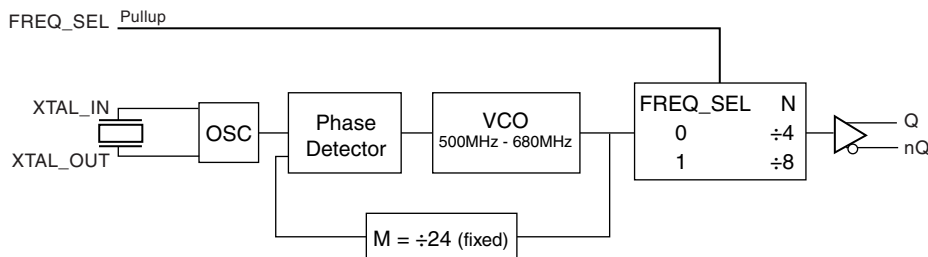 FREQ_SEL Pullup
XTAL_IN
XTAL_OUT
OSC
Phase
Detector
VCO
500MHz - 680MHz
FREQ_SEL N
0 ÷4
1 ÷8
Q
nQ
M = ÷24 (fixed)